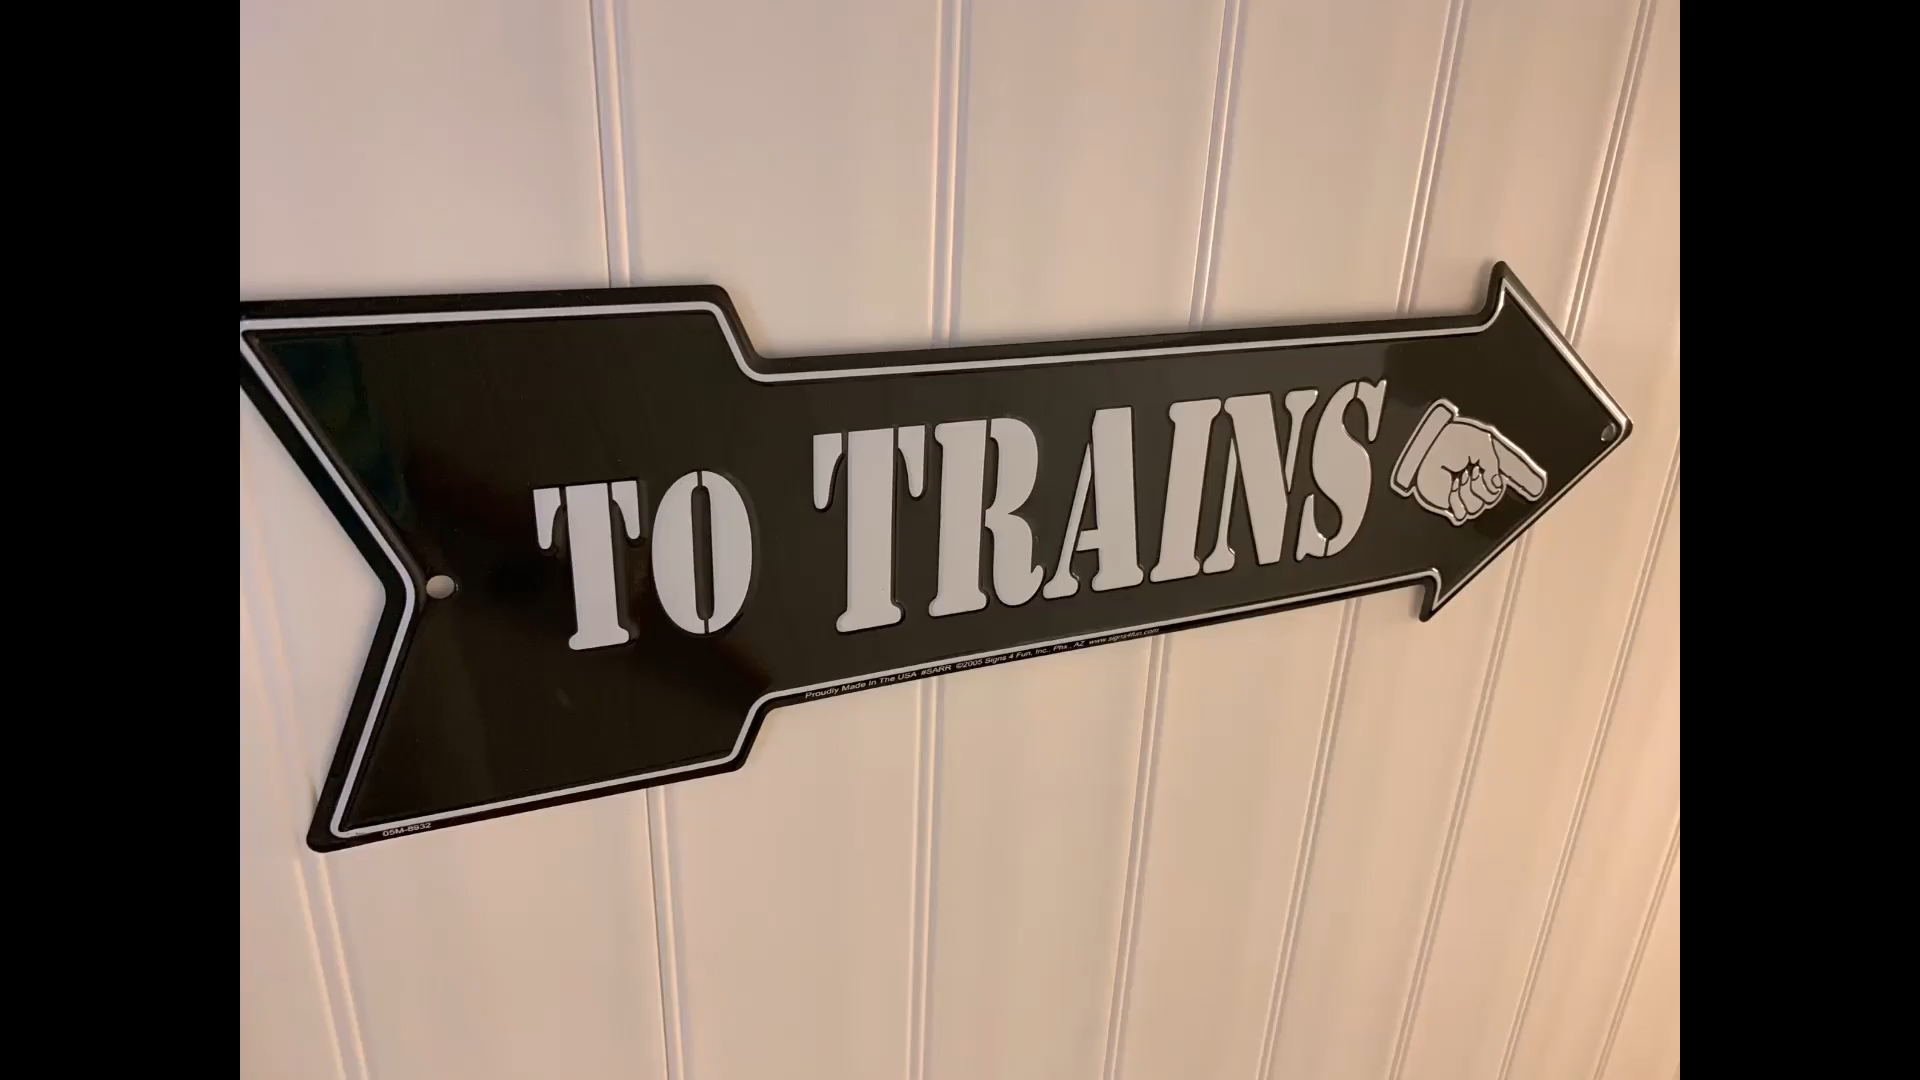 TO TRAINS
Proudly Made In The USA #SARR ©2005 Signs 4 Fun, Inc., Phx., AZ www.signs4fun.com
05M-8932